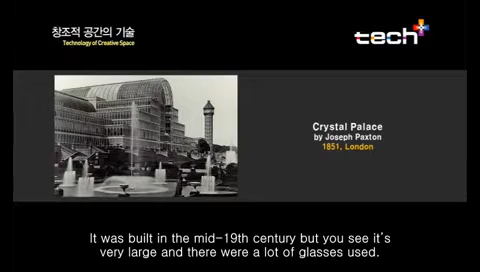 창조적 공간의 기술
Technology of Creative Space
tech+
Crystal Palace
by Joseph Paxton
1851, London
It was built in the mid-19th century but you see it's
very large and there were a lot of glasses used.